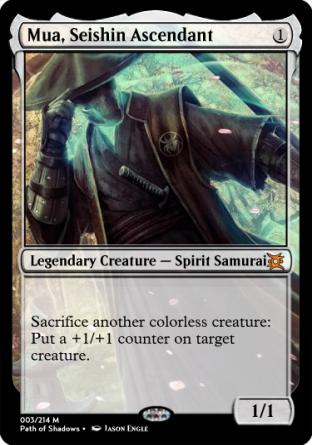 Mua, Seishin Ascendant 1
Legendary Creature — Spirit Samurai
Sacrifice another colorless creature:
Put a +1/+1 counter on target
creature.
1/1
003/214 M
Path of Shadows • Jason Engle